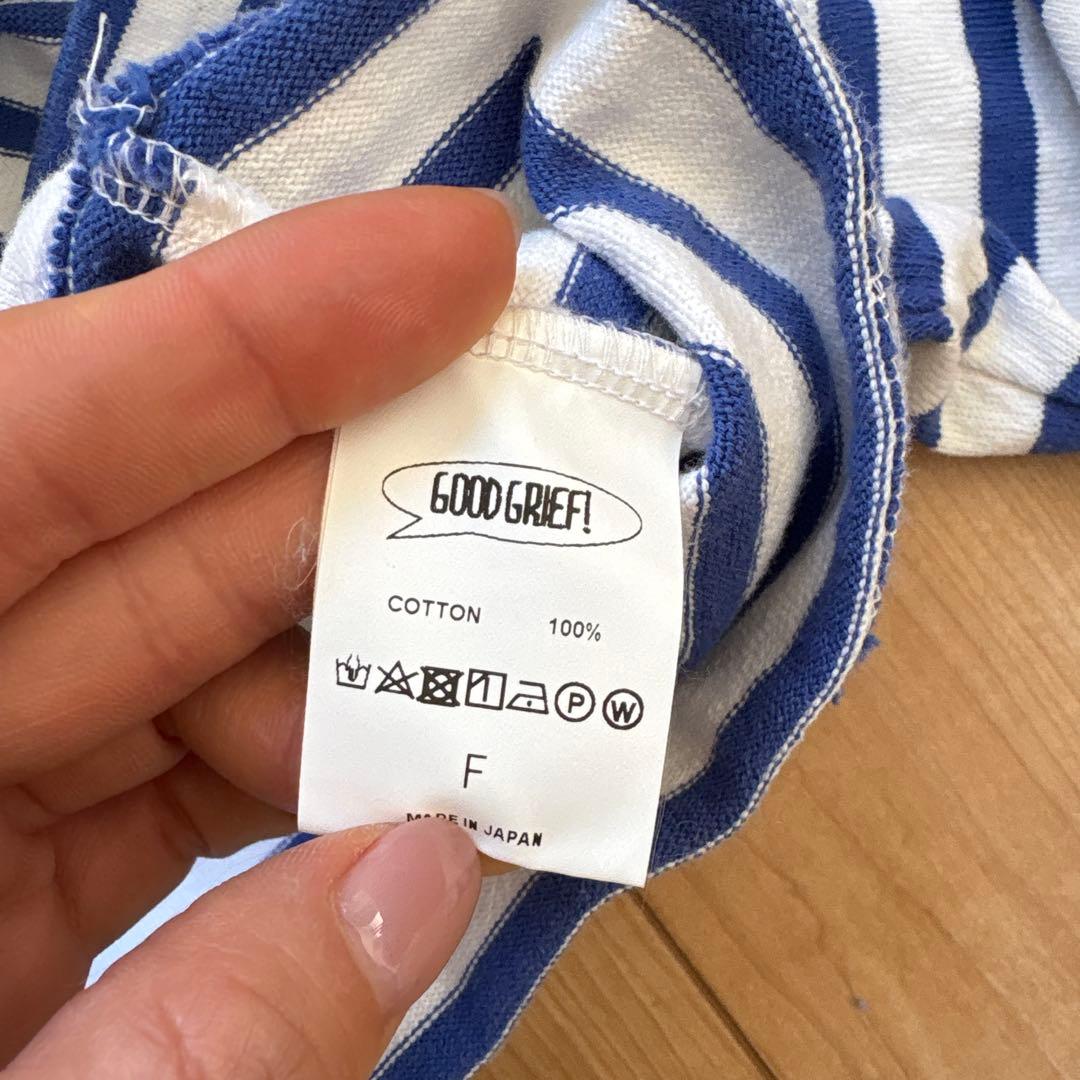 GOOD GRIEF!
COTTON 100%
P W
F
MADE IN JAPAN